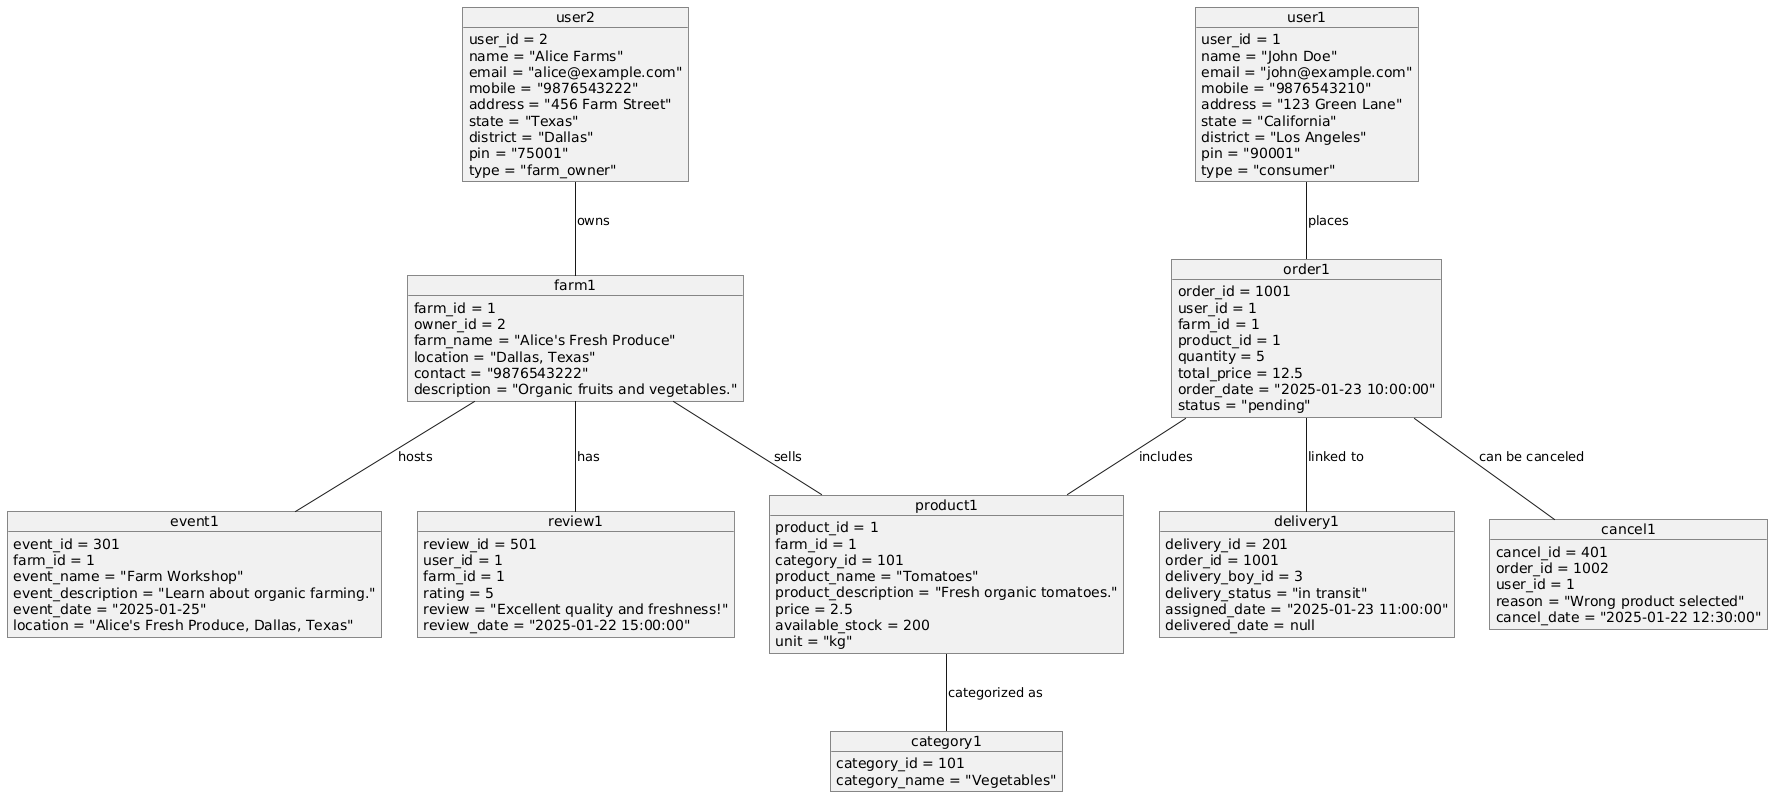 user2
user_id = 2
name = "Alice Farms"
email = "alice@example.com"
mobile = "9876543222"
address = "456 Farm Street"
state = "Texas"
district = "Dallas"
pin = "75001"
type = "farm_owner"
user1
user_id = 1
name = "John Doe"
email = "john@example.com"
mobile = "9876543210"
address = "123 Green Lane"
state = "California"
district = "Los Angeles"
pin = "90001"
type = "consumer"
owns
places
farm1
farm_id = 1
owner_id = 2
farm_name = "Alice's Fresh Produce"
location = "Dallas, Texas"
contact = "9876543222"
description = "Organic fruits and vegetables."
order1
order_id = 1001
user_id = 1
farm_id = 1
product_id = 1
quantity = 5
total_price = 12.5
order_date = "2025-01-23 10:00:00"
status = "pending"
hosts
has
sells
includes
linked to
can be canceled
event1
event_id = 301
farm_id = 1
event_name = "Farm Workshop"
event_description = "Learn about organic farming."
event_date = "2025-01-25"
location = "Alice's Fresh Produce, Dallas, Texas"
review1
review_id = 501
user_id = 1
farm_id = 1
rating = 5
review = "Excellent quality and freshness!"
review_date = "2025-01-22 15:00:00"
product1
product_id = 1
farm_id = 1
category_id = 101
product_name = "Tomatoes"
product_description = "Fresh organic tomatoes."
price = 2.5
available_stock = 200
unit = "kg"
delivery1
delivery_id = 201
order_id = 1001
delivery_boy_id = 3
delivery_status = "in transit"
assigned_date = "2025-01-23 11:00:00"
delivered_date = null
cancel1
cancel_id = 401
order_id = 1002
user_id = 1
reason = "Wrong product selected"
cancel_date = "2025-01-22 12:30:00"
categorized as
category1
category_id = 101
category_name = "Vegetables"